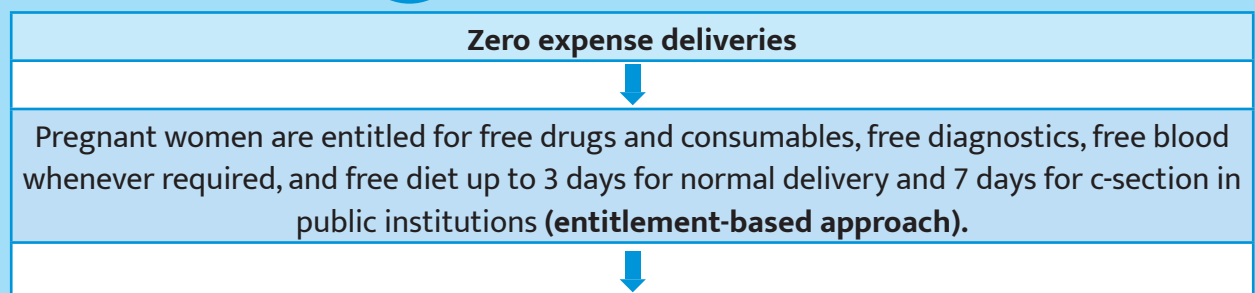 Zero expense deliveries
Pregnant women are entitled for free drugs and consumables, free diagnostics, free blood
whenever required, and free diet up to 3 days for normal delivery and 7 days for c-section in
public institutions (entitlement-based approach).